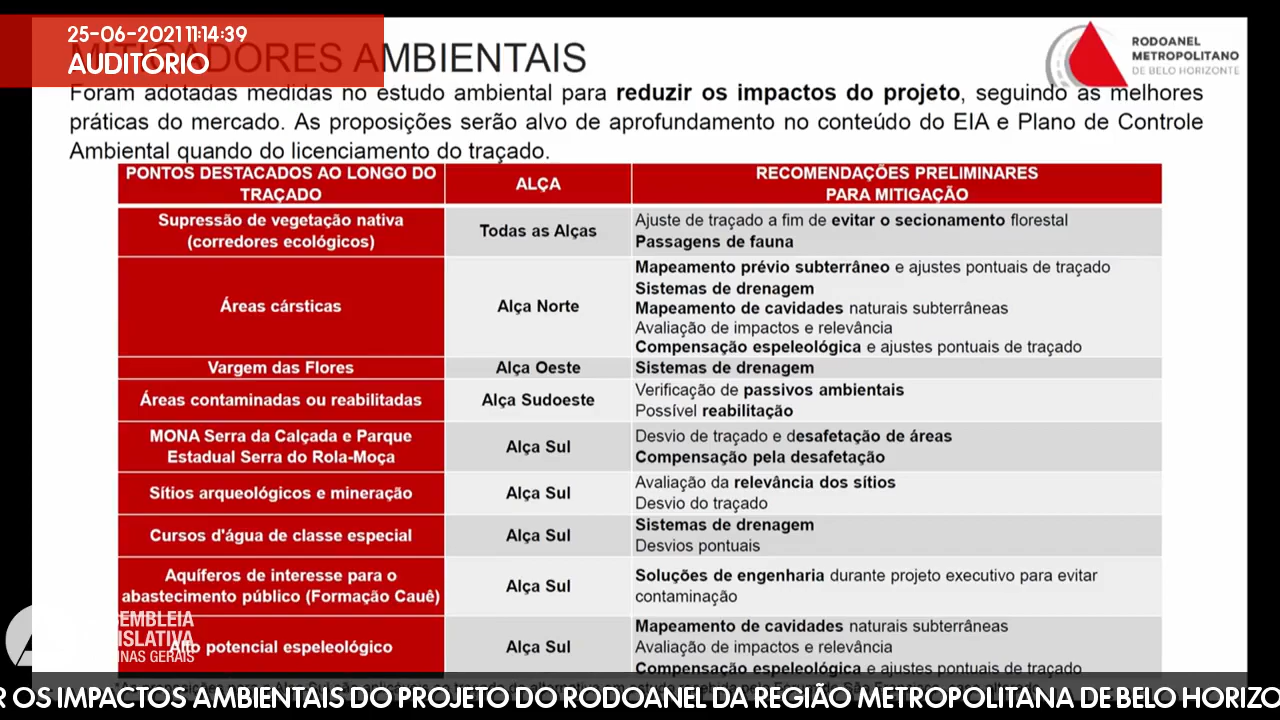 25-06-2021 11:14:39
AUDITÓRIO
AMBIENTAIS
RODOANEL
METROPOLITANO
DE BELO HORIZONTE
Foram adotadas medidas no estudo ambiental para reduzir os impactos do projeto, seguindo as melhores
práticas do mercado. As proposições serão alvo de aprofundamento no conteúdo do EIA e Plano de Controle
Ambiental quando do licenciamento do traçado.
PONTOS DESTACADOS AO LONGO DO
TRAÇADO
ALÇA
RECOMENDAÇÕES PRELIMINARES
PARA MITIGAÇÃO
Supressão de vegetação nativa
(corredores ecológicos)
Todas as Alças
Ajuste de traçado a fim de evitar o secionamento florestal
Passagens de fauna
Áreas cársticas
Alça Norte
Mapeamento prévio subterrâneo e ajustes pontuais de traçado
Sistemas de drenagem
Mapeamento de cavidades naturais subterrâneas
Avaliação de impactos e relevância
Compensação espeleológica e ajustes pontuais de traçado
Vargem das Flores
Alça Oeste
Sistemas de drenagem
Áreas contaminadas ou reabilitadas
Alça Sudoeste
Verificação de passivos ambientais
Possível reabilitação
MONA Serra da Calçada e Parque
Estadual Serra do Rola-Moça
Alça Sul
Desvio de traçado e desafetação de áreas
Compensação pela desafetação
Sítios arqueológicos e mineração
Alça Sul
Avaliação da relevância dos sítios
Desvio do traçado
Cursos d'água de classe especial
Alça Sul
Sistemas de drenagem
Desvios pontuais
Aquíferos de interesse para o
abastecimento público (Formação Cauê)
Alça Sul
Soluções de engenharia durante projeto executivo para evitar
contaminação
Alto potencial espeleológico
Alça Sul
Mapeamento de cavidades naturais subterrâneas
Avaliação de impactos e relevância
Compensação espeleológica e ajustes pontuais de traçado
R OS IMPACTOS AMBIENTAIS DO PROJETO DO RODOANEL DA REGIÃO METROPOLITANA DE BELO HORIZO